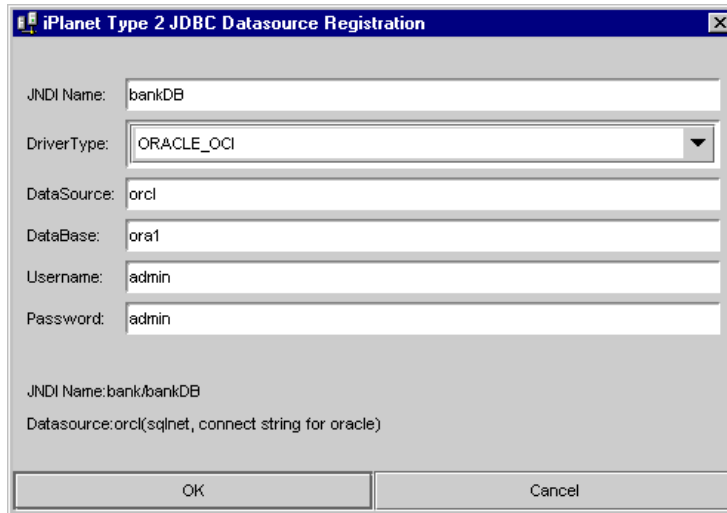 iPlanet Type 2 JDBC Datasource Registration
JNDI Name: bankDB
DriverType: ORACLE_OCI
DataSource: orcl
DataBase: ora1
Username: admin
Password: admin
JNDI Name:bank/bankDB
Datasource:orcl(sqlnet, connect string for oracle)
OK Cancel